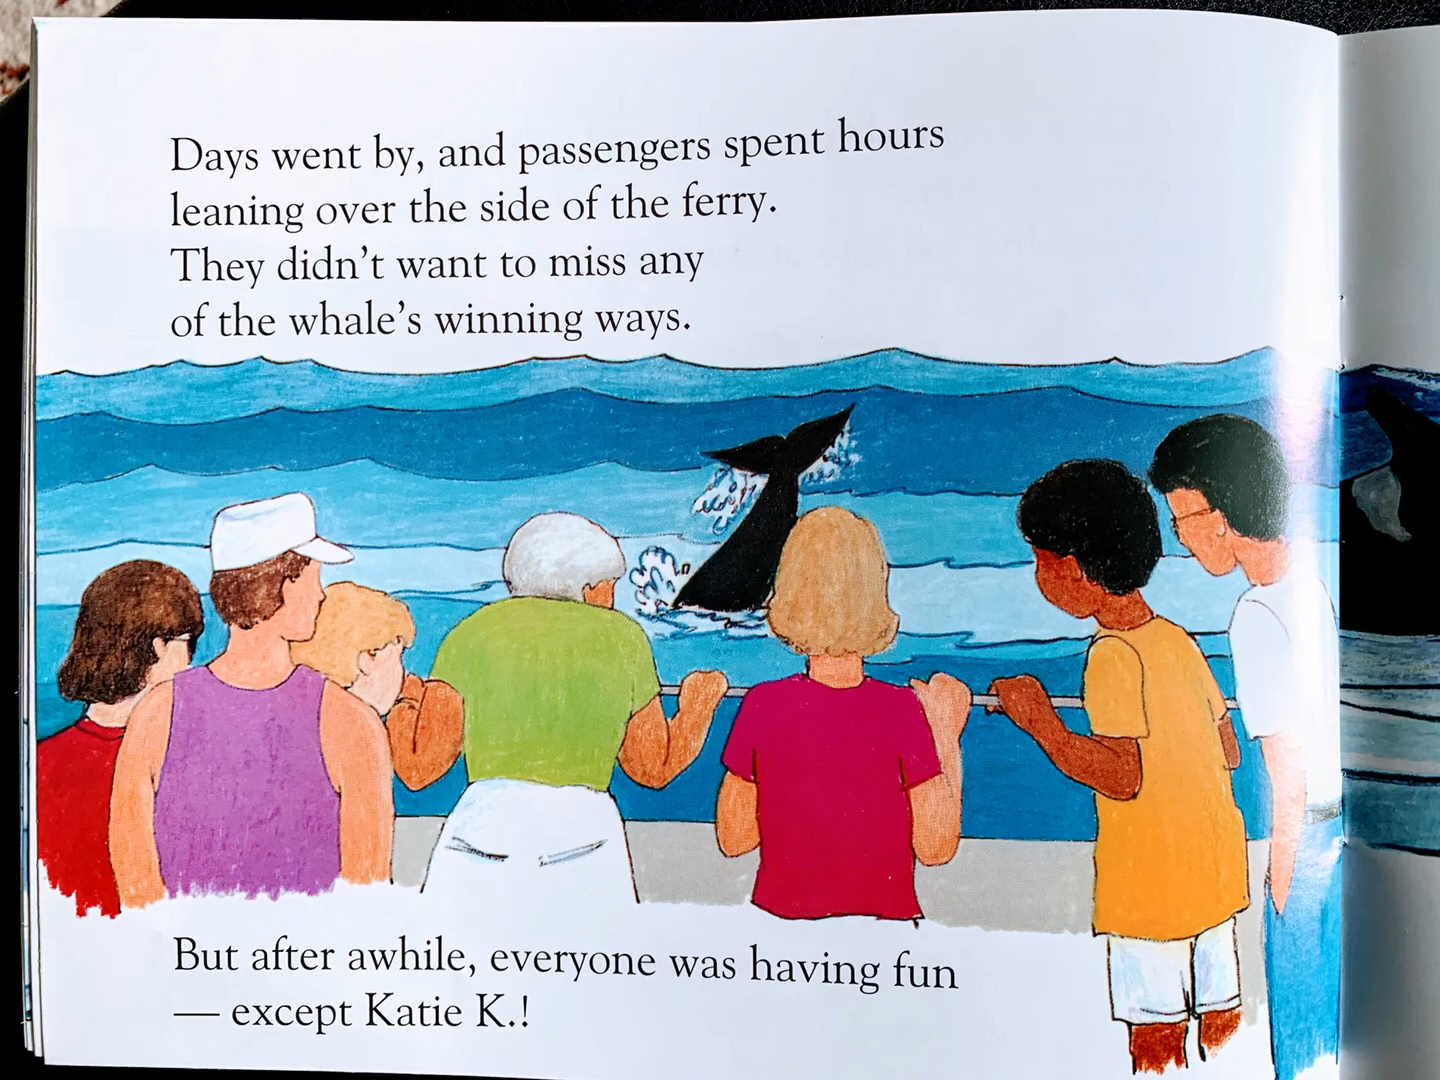 Days went by, and passengers spent hours
leaning over the side of the ferry.
They didn’t want to miss any
of the whale’s winning ways.
But after awhile, everyone was having fun
— except Katie K.!